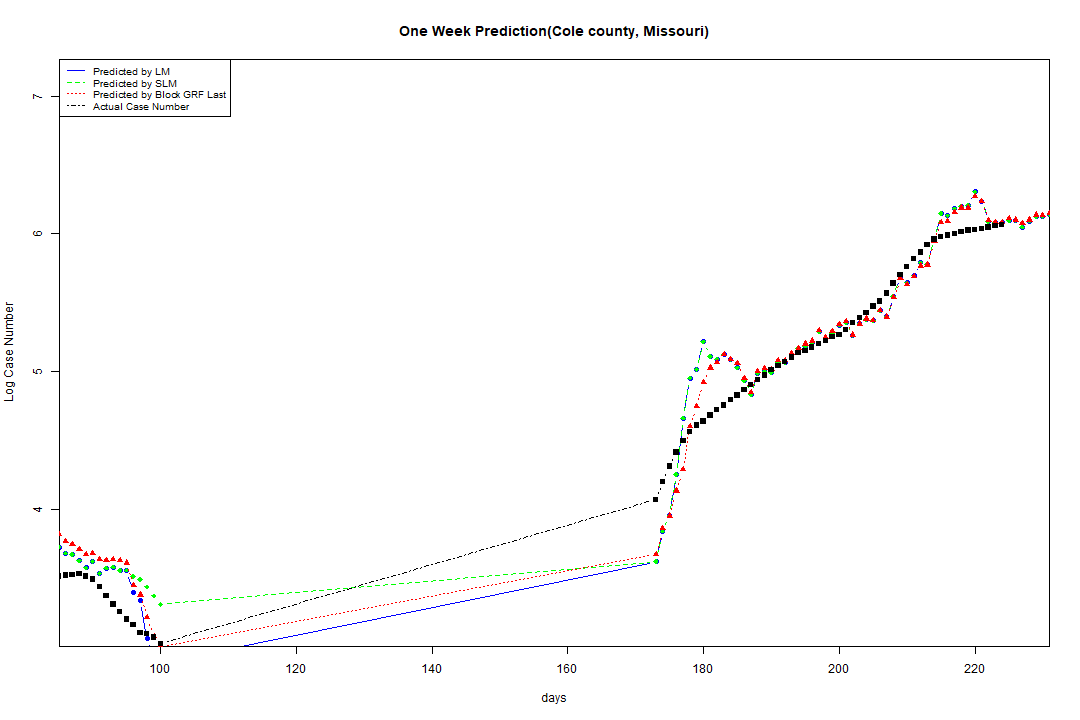 One Week Prediction(Cole county, Missouri)
Predicted by LM
Predicted by SLM
Predicted by Block GRF Last
Actual Case Number
7
6
5
4
Log Case Number
100 120 140 160 180 200 220
days